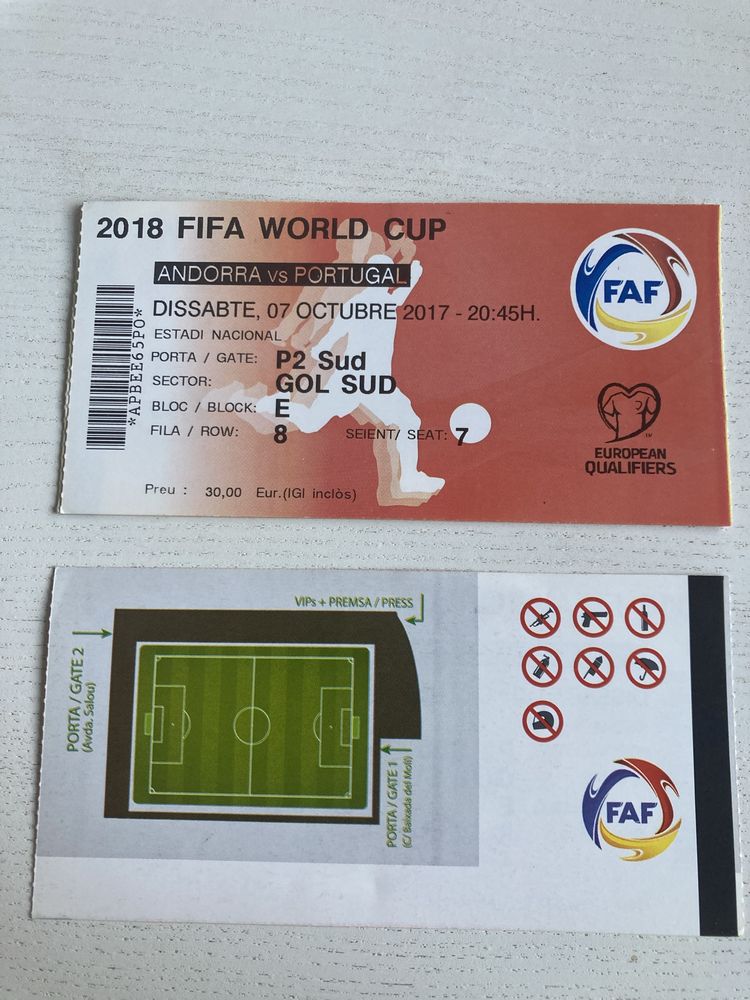 2018 FIFA WORLD CUP
ANDORRA vs PORTUGAL
DISSABTE, 07 OCTUBRE 2017 - 20:45H.
ESTADI NACIONAL
PORTA / GATE: P2 Sud
SECTOR: GOL SUD
BLOC / BLOCK: E
FILA / ROW: 8 SEIENT/ SEAT: 7
Preu : 30,00 Eur.(IGI inclòs)
*APBEE65PO*
FAF
EUROPEAN
QUALIFIERS
VIPs + PREMSA / PRESS
PORTA / GATE 2
(Avda. Salou)
PORTA / GATE 1
(C/ Baixada del Molí)
FAF